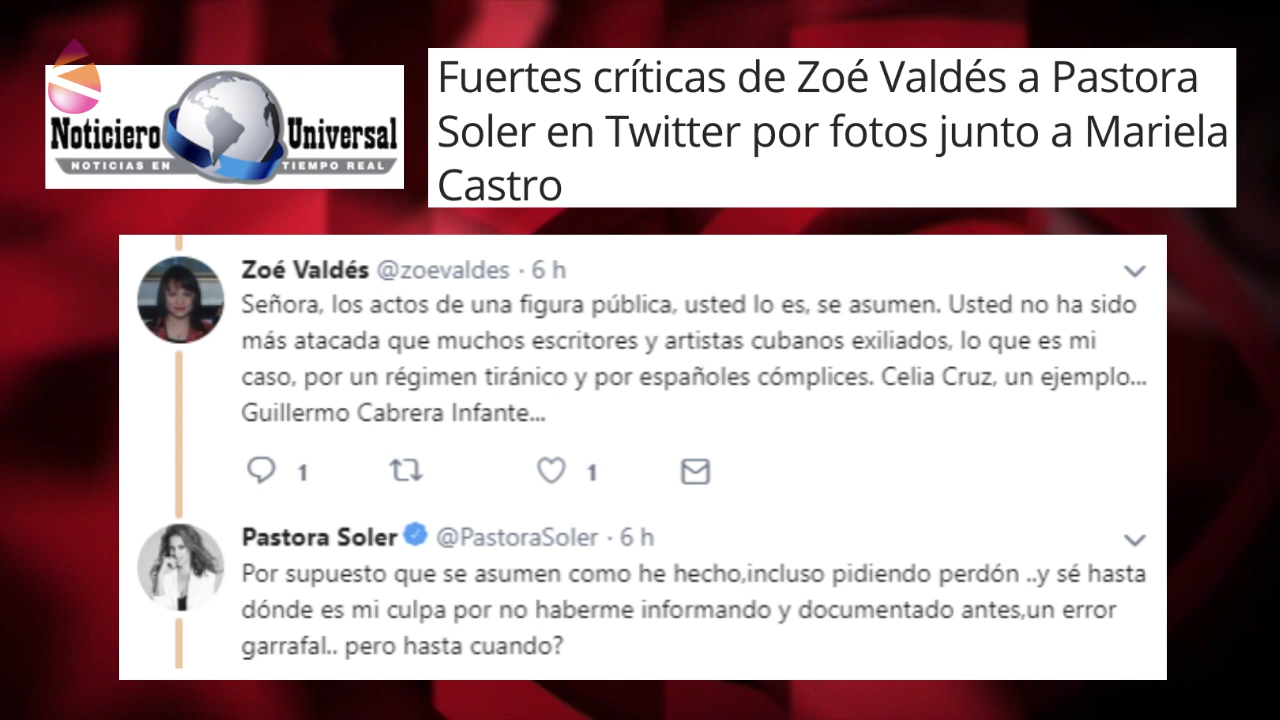 Noticiero Universal
NOTICIAS EN TIEMPO REAL
Fuertes críticas de Zoé Valdés a Pastora
Soler en Twitter por fotos junto a Mariela
Castro
Zoé Valdés @zoevaldes · 6 h
Señora, los actos de una figura pública, usted lo es, se asumen. Usted no ha sido
más atacada que muchos escritores y artistas cubanos exiliados, lo que es mi
caso, por un régimen tiránico y por españoles cómplices. Celia Cruz, un ejemplo...
Guillermo Cabrera Infante...
1 1
Pastora Soler @PastoraSoler · 6 h
Por supuesto que se asumen como he hecho,incluso pidiendo perdón ..y sé hasta
dónde es mi culpa por no haberme informando y documentado antes,un error
garrafal.. pero hasta cuando?